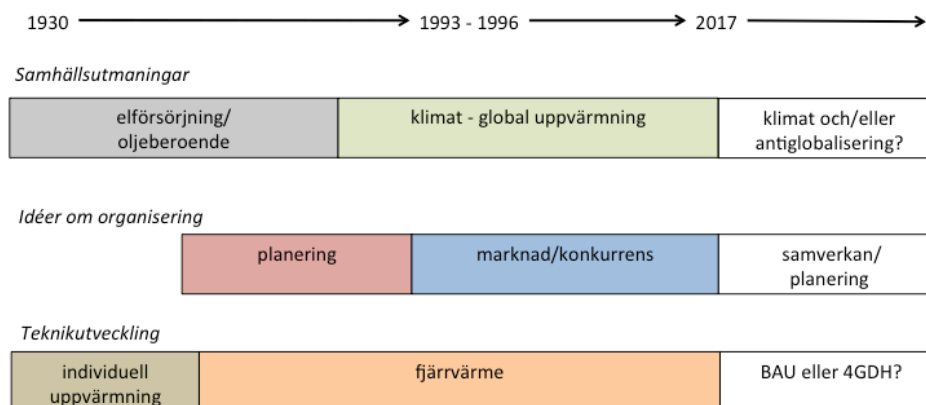 1930 1993 - 1996 2017
Samhällsutmaningar
elförsörjning/
oljeberoende
klimat - global uppvärmning
klimat och/eller
antiglobalisering?
Idéer om organisering
planering
marknad/konkurrens
samverkan/
planering
Teknikutveckling
individuell
uppvärmning
fjärrvärme
BAU eller 4GDH?